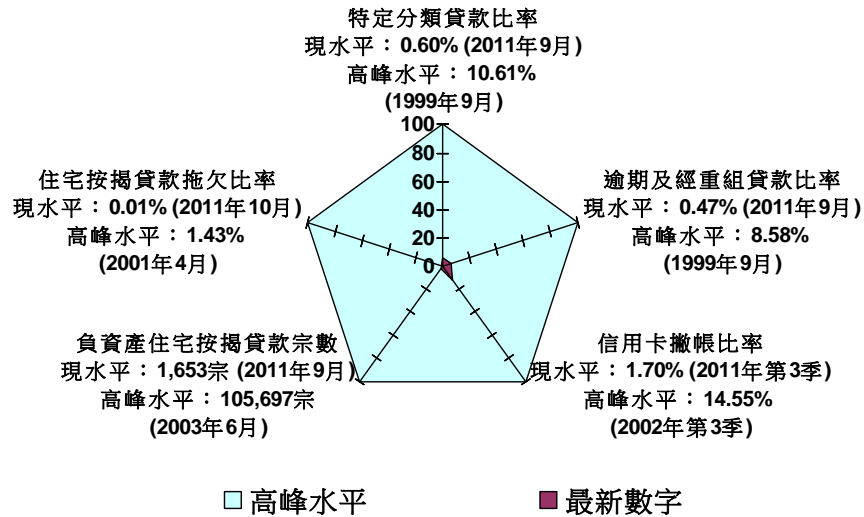 特定分類貸款比率
現水平：0.60% (2011年9月)
高峰水平：10.61%
(1999年9月)
100
80
60
40
20
0
住宅按揭貸款拖欠比率
現水平：0.01% (2011年10月)
高峰水平：1.43%
(2001年4月)
逾期及經重組貸款比率
現水平：0.47% (2011年9月)
高峰水平：8.58%
(1999年9月)
負資產住宅按揭貸款宗數
現水平：1,653宗 (2011年9月)
高峰水平：105,697宗
(2003年6月)
信用卡撇帳比率
現水平：1.70% (2011年第3季)
高峰水平：14.55%
(2002年第3季)
高峰水平
最新數字